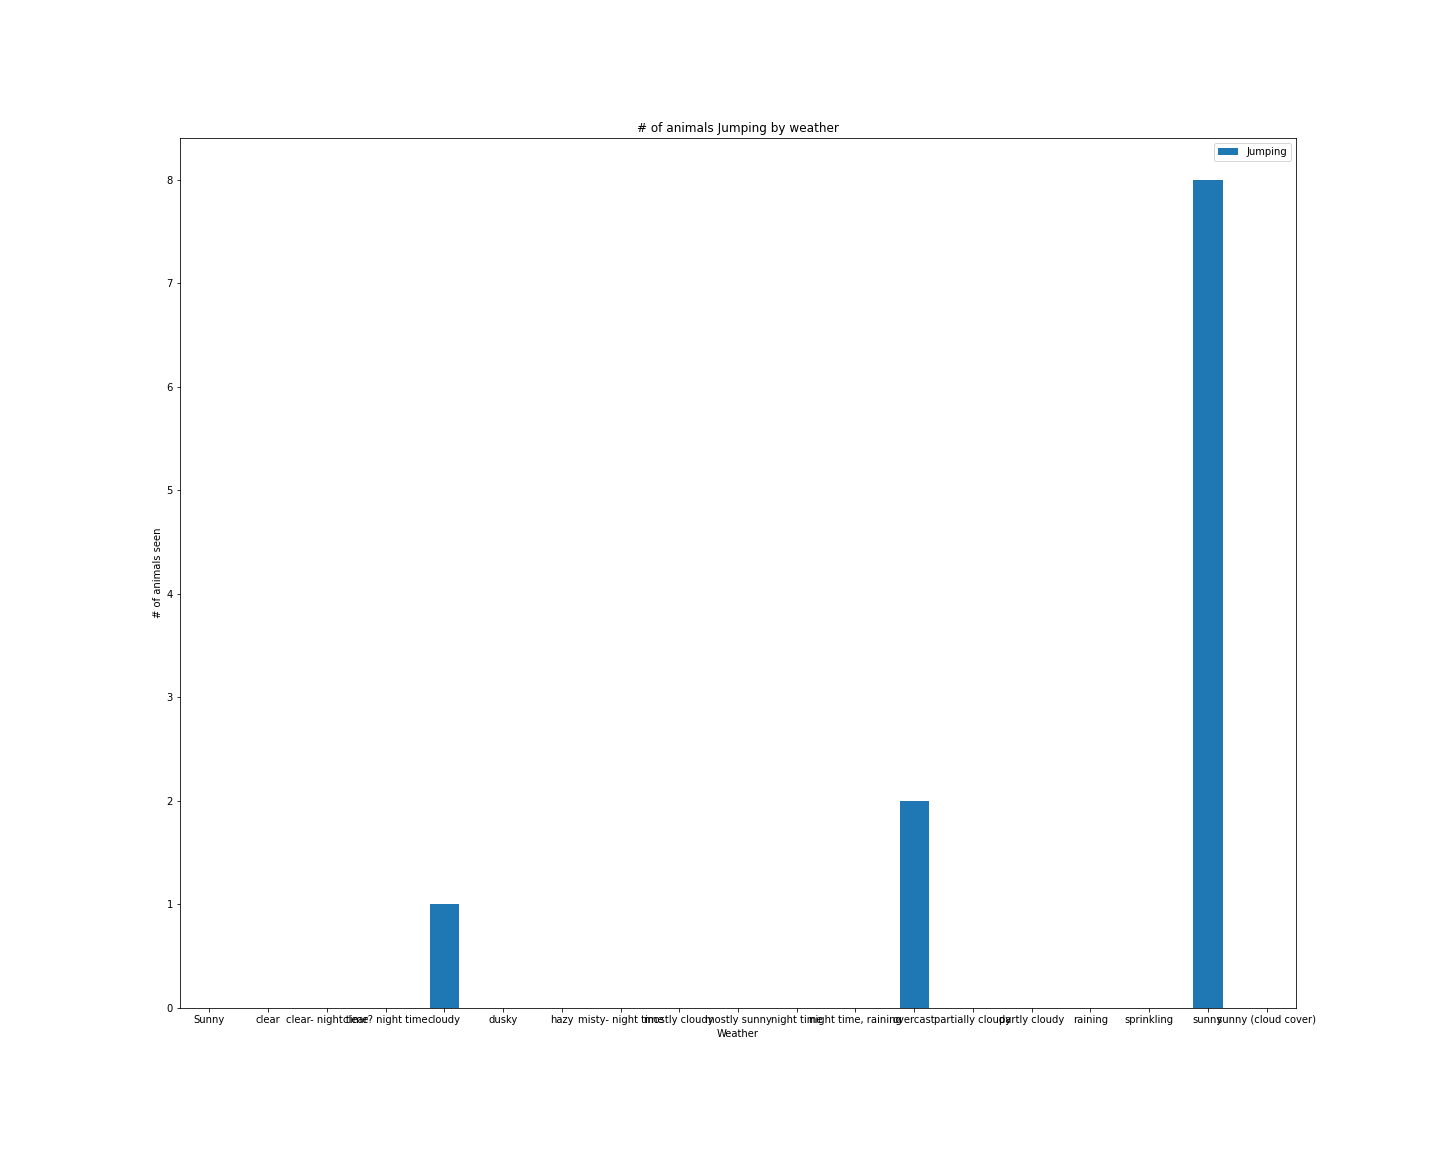 # of animals Jumping by weather
Jumping
8
7
6
5
4
3
2
1
0
# of animals seen
Sunny clear clear- night time clear? night time cloudy dusky hazy misty- night time mostly cloudy mostly sunny night time night time, raining overcast partially cloudy partly cloudy raining sprinkling sunny sunny (cloud cover)
Weather